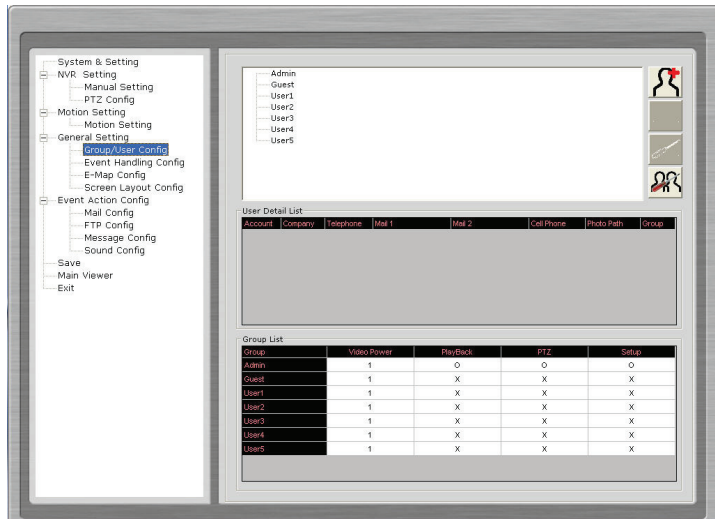 System & Setting
NVR Setting
Manual Setting
PTZ Config
Motion Setting
Motion Setting
General Setting
Group/User Config
Event Handling Config
E-Map Config
Screen Layout Config
Event Action Config
Mail Config
FTP Config
Message Config
Sound Config
Save
Main Viewer
Exit
Admin
Guest
User1
User2
User3
User4
User5
User Detail List
Account Company Telephone Mail 1 Mail 2 Cell Phone Photo Path Group
Group List
Group Video Power PlayBack PTZ Setup
Admin 1 O O O
Guest 1 X X X
User1 1 X X X
User2 1 X X X
User3 1 X X X
User4 1 X X X
User5 1 X X X